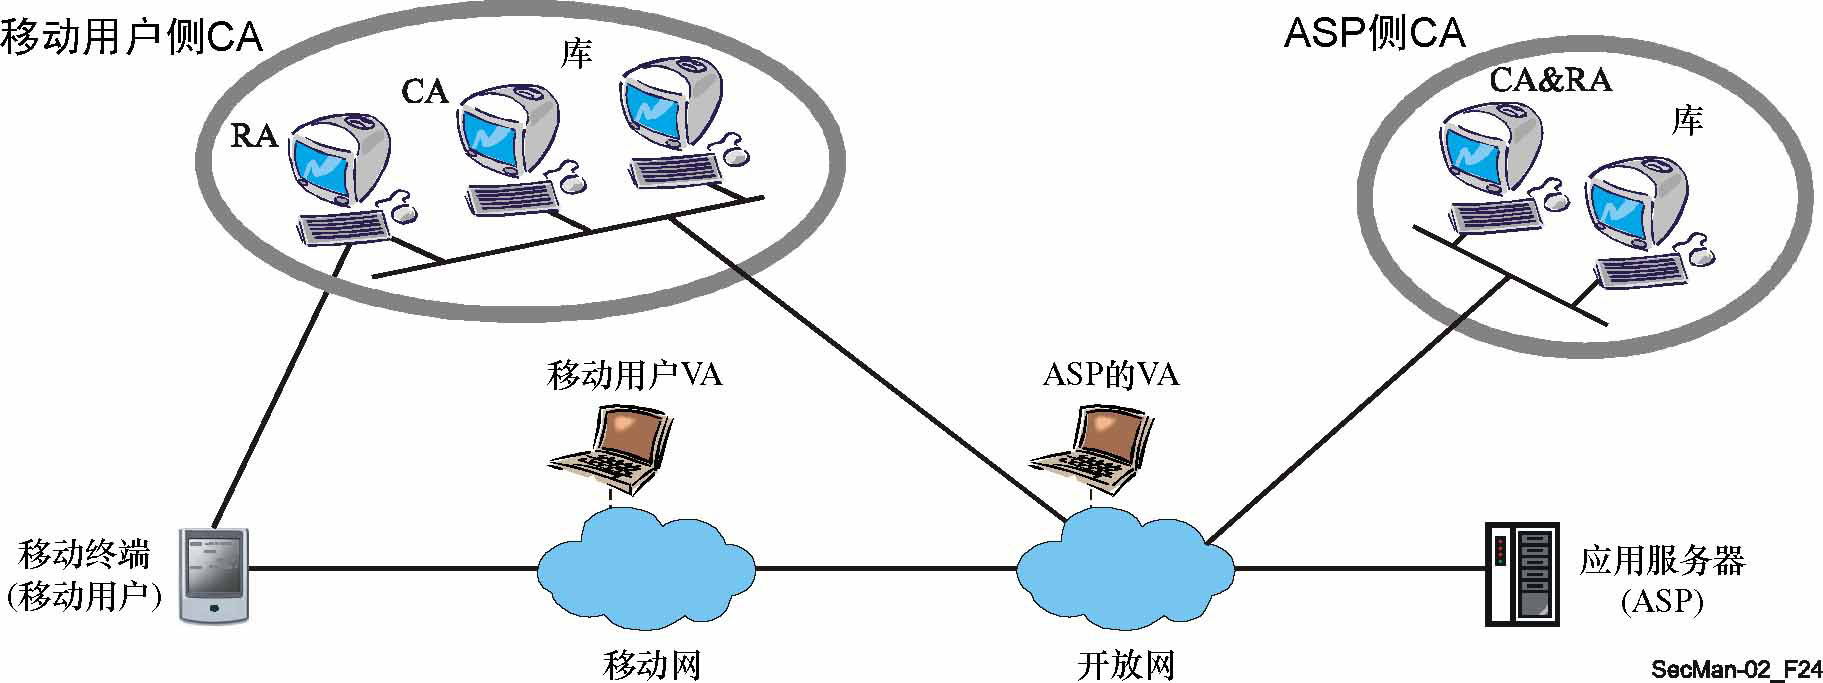 移动用户侧CA
ASP侧CA
库
CA
RA
CA&RA
库
移动用户VA
ASP的VA
移动终端
(移动用户)
应用服务器
(ASP)
移动网
开放网
SecMan-02_F24